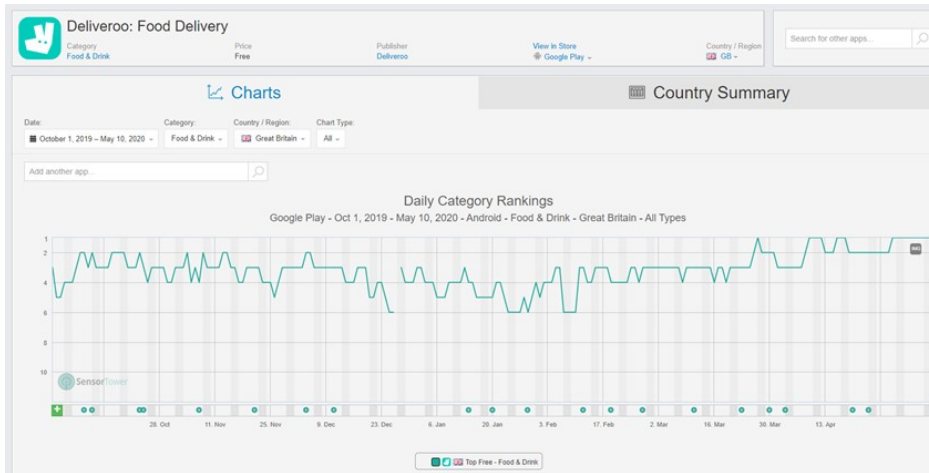 Deliveroo: Food Delivery
Category
Food & Drink
Price
Free
Publisher
Deliveroo
View in Store
Google Play
Country / Region
GB
Search for other apps...
Charts
Country Summary
Date:
October 1, 2019 – May 10, 2020
Category:
Food & Drink
Country / Region:
Great Britain
Chart Type:
All
Add another app...
Daily Category Rankings
Google Play - Oct 1, 2019 - May 10, 2020 - Android - Food & Drink - Great Britain - All Types
1
2
4
6
8
10
SensorTower
28. Oct
11. Nov
25. Nov
9. Dec
23. Dec
6. Jan
20. Jan
3. Feb
17. Feb
2. Mar
16. Mar
30. Mar
13. Apr
Top Free - Food & Drink